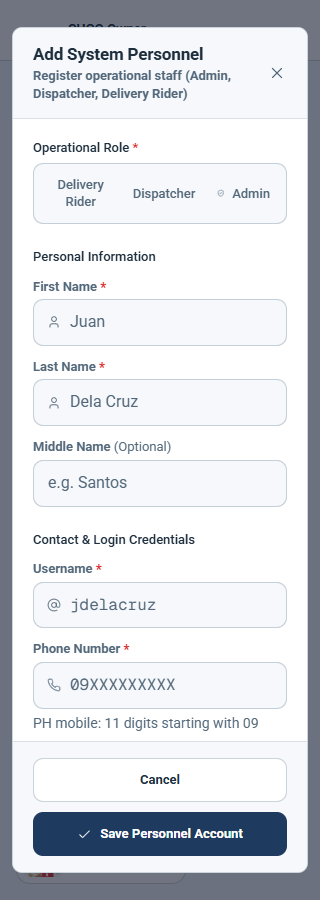 Add System Personnel
Register operational staff (Admin,
Dispatcher, Delivery Rider)
Operational Role *
Delivery
Rider
Dispatcher
Admin
Personal Information
First Name *
Juan
Last Name *
Dela Cruz
Middle Name (Optional)
e.g. Santos
Contact & Login Credentials
Username *
jdelacruz
Phone Number *
09XXXXXXXXX
PH mobile: 11 digits starting with 09
Cancel
Save Personnel Account